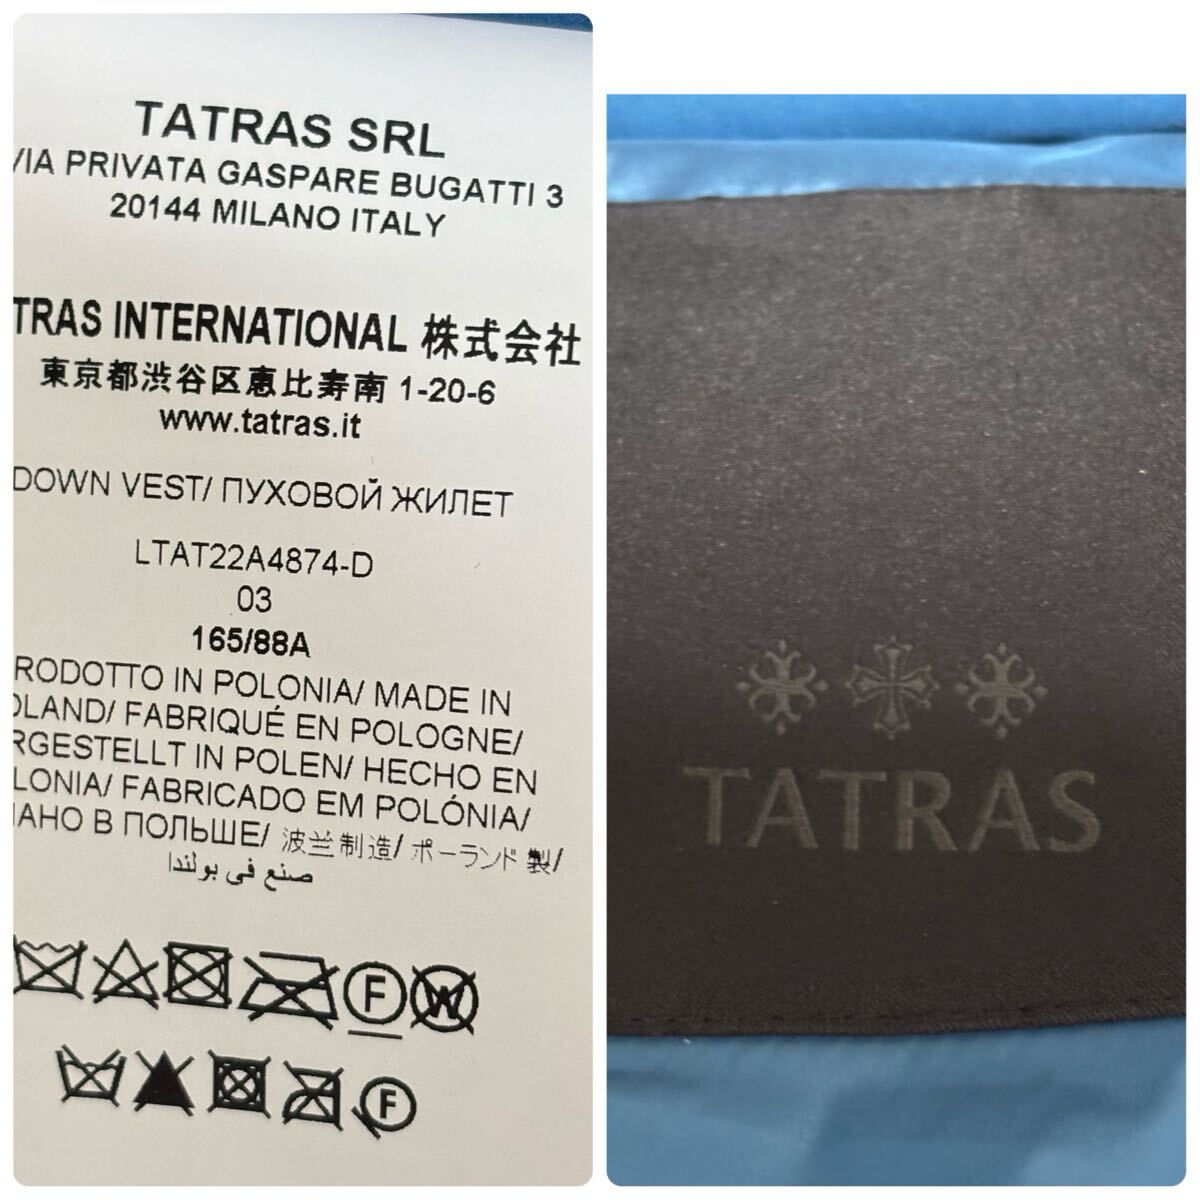 TATRAS SRL
VIA PRIVATA GASPARE BUGATTI 3
20144 MILANO ITALY
TRAS INTERNATIONAL 株式会社
東京都渋谷区恵比寿南 1-20-6
www.tatras.it
DOWN VEST/ ПУХОВОЙ ЖИЛЕТ
LTAT22A4874-D
03
165/88A
RODOTTO IN POLONIA/ MADE IN
OLAND/ FABRIQUÉ EN POLOGNE/
RGESTELLT IN POLEN/ HECHO EN
LONIA/ FABRICADO EM POLÓNIA/
ЛАНО В ПОЛЬШЕ/ 波兰制造/ ポーランド製/
صنع في بولندا
F W
F
TATRAS